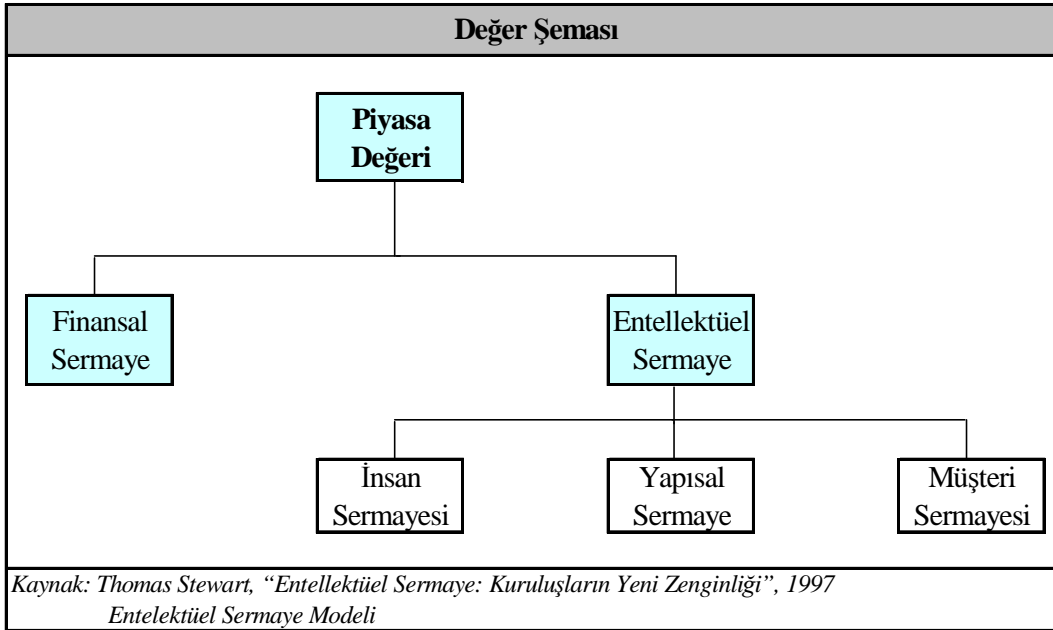 Değer Şeması
Piyasa
Değeri
Finansal
Sermaye
Entellektüel
Sermaye
İnsan
Sermayesi
Yapısal
Sermaye
Müşteri
Sermayesi
Kaynak: Thomas Stewart, “Entellektüel Sermaye: Kuruluşların Yeni Zenginliği”, 1997
Entelektüel Sermaye Modeli